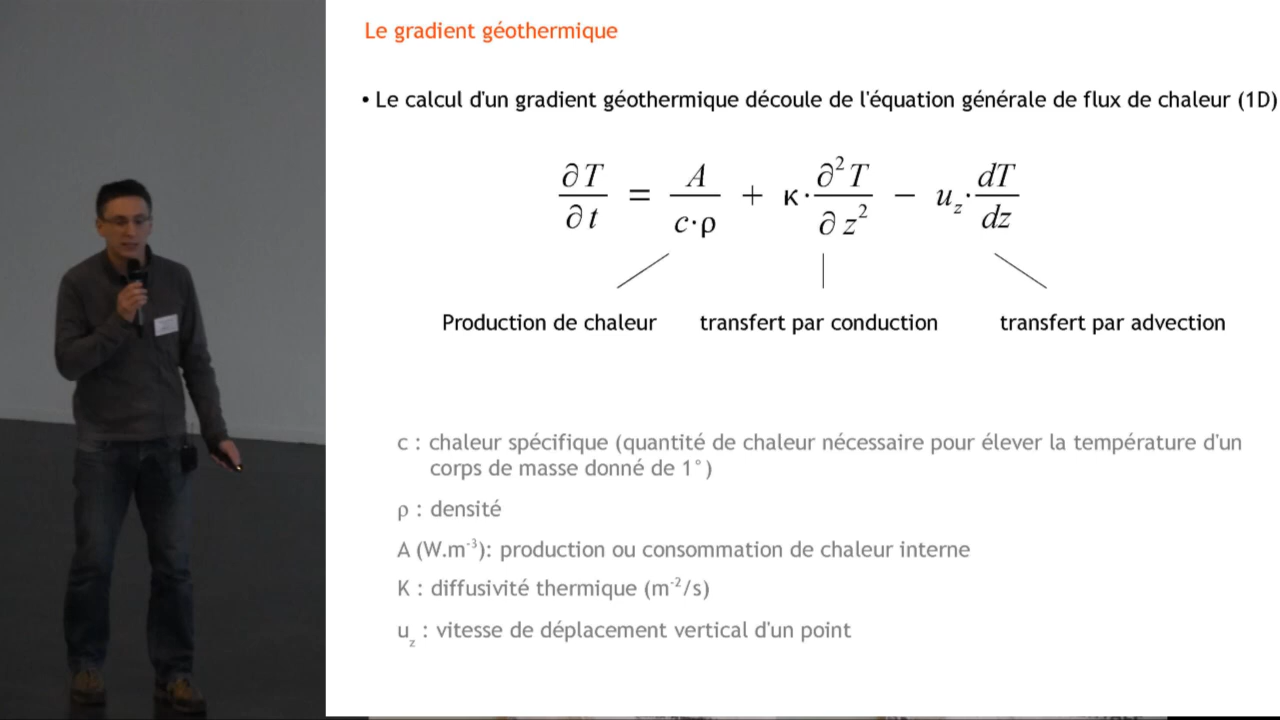 Le gradient géothermique
• Le calcul d'un gradient géothermique découle de l'équation générale de flux de chaleur (1D)
∂T/∂t = A/(c·ρ) + κ·∂²T/∂z² − u_z·dT/dz
Production de chaleur transfert par conduction transfert par advection
c : chaleur spécifique (quantité de chaleur nécessaire pour élever la température d'un
corps de masse donné de 1°)
ρ : densité
A (W.m⁻³): production ou consommation de chaleur interne
K : diffusivité thermique (m⁻²/s)
u_z : vitesse de déplacement vertical d'un point